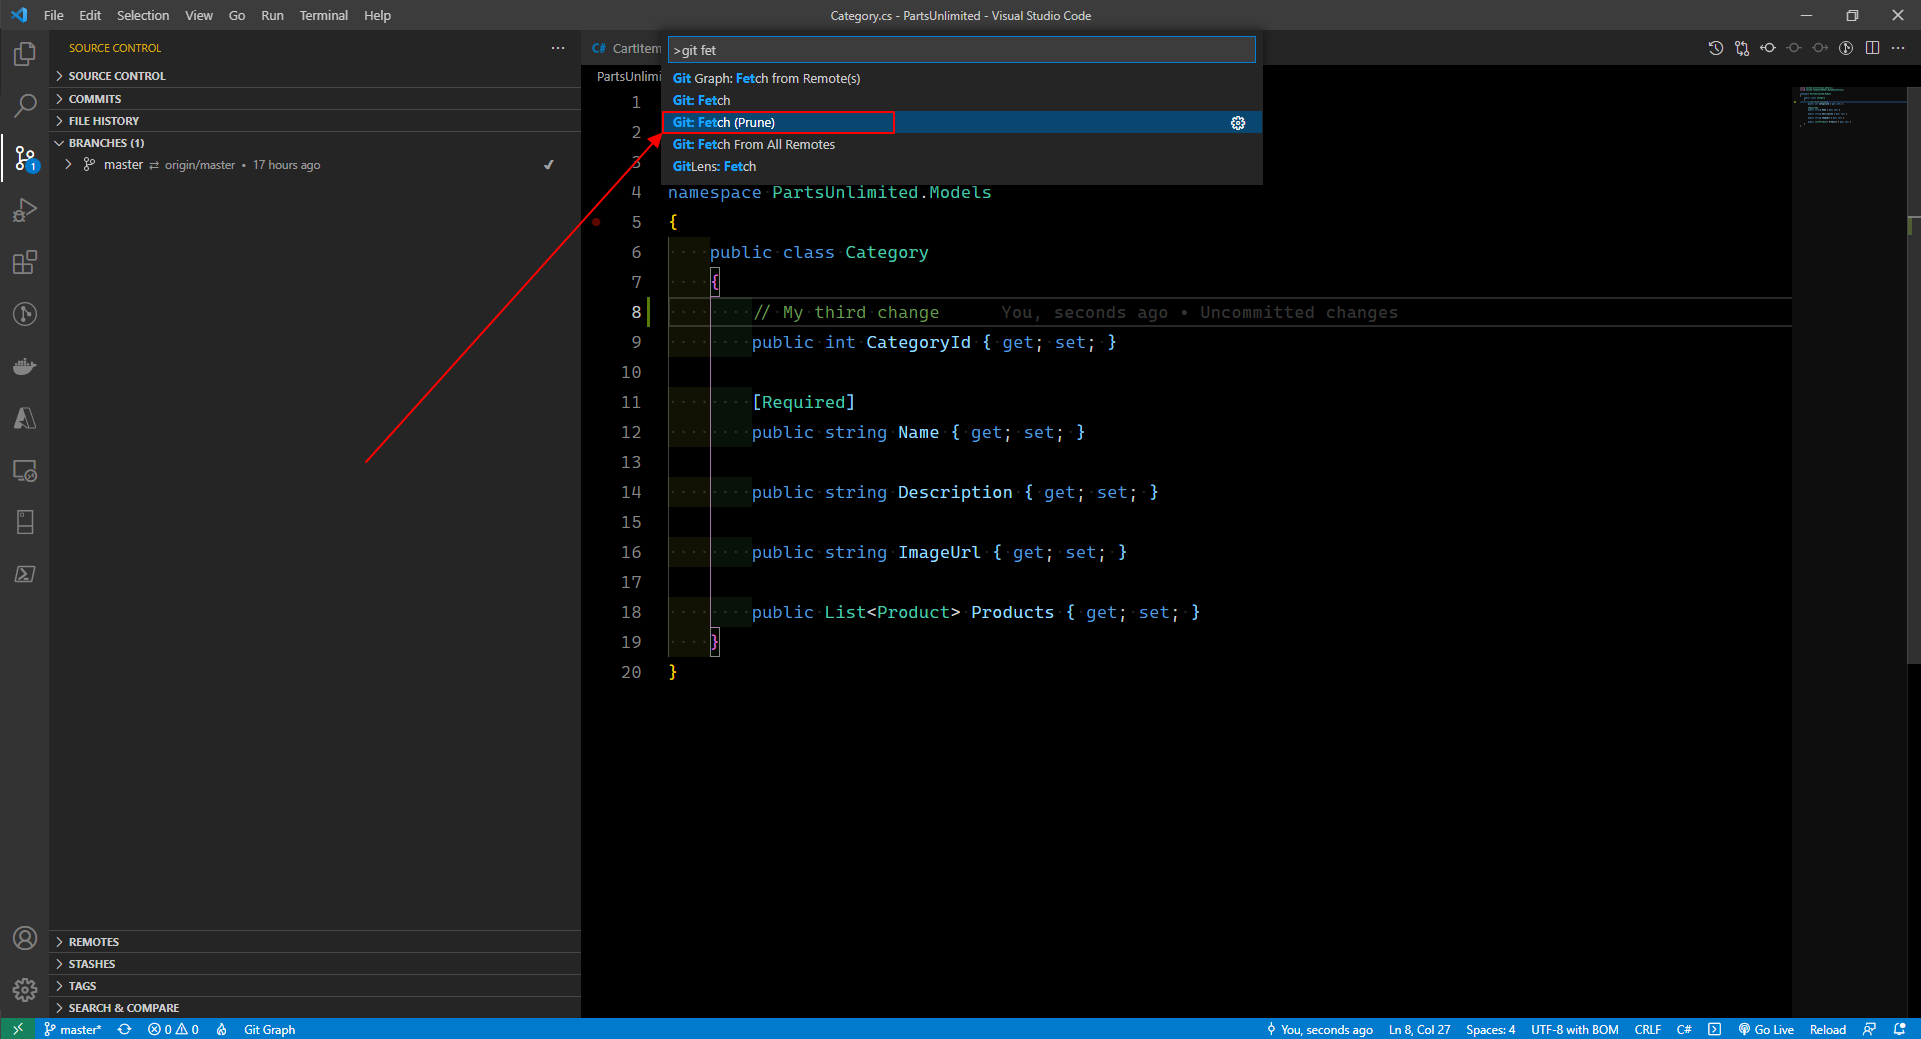 File Edit Selection View Go Run Terminal Help
Category.cs - PartsUnlimited - Visual Studio Code
SOURCE CONTROL
SOURCE CONTROL
COMMITS
FILE HISTORY
BRANCHES (1)
master ⇄ origin/master • 17 hours ago
1
REMOTES
STASHES
TAGS
SEARCH & COMPARE
C# CartItem
>git fet
Git Graph: Fetch from Remote(s)
Git: Fetch
Git: Fetch (Prune)
Git: Fetch From All Remotes
GitLens: Fetch
PartsUnlimi
1
2
3
4 namespace PartsUnlimited.Models
5 {
6 public class Category
7 {
8 // My third change You, seconds ago • Uncommitted changes
9 public int CategoryId { get; set; }
10
11 [Required]
12 public string Name { get; set; }
13
14 public string Description { get; set; }
15
16 public string ImageUrl { get; set; }
17
18 public List<Product> Products { get; set; }
19 }
20 }
master* 0 0 Git Graph
You, seconds ago Ln 8, Col 27 Spaces: 4 UTF-8 with BOM CRLF C# Go Live Reload